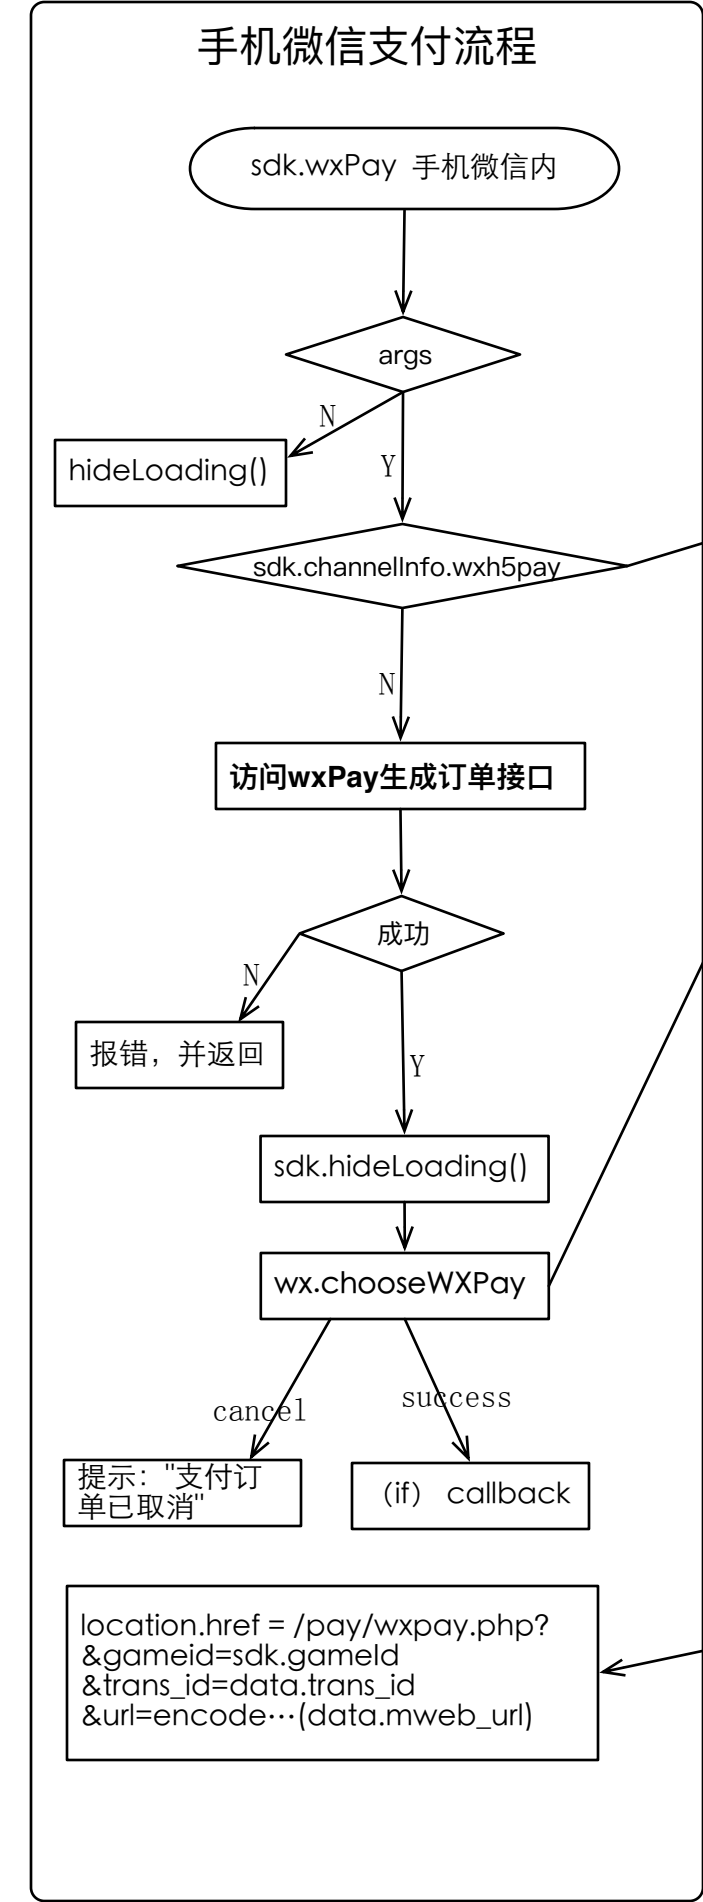 手机微信支付流程
sdk.wxPay 手机微信内
args
N
hideLoading()
Y
sdk.channelInfo.wxh5pay
N
访问wxPay生成订单接口
成功
N
报错，并返回
Y
sdk.hideLoading()
wx.chooseWXPay
cancel
success
提示："支付订
单已取消"
（if） callback
location.href = /pay/wxpay.php?
&gameid=sdk.gameId
&trans_id=data.trans_id
&url=encode…(data.mweb_url)